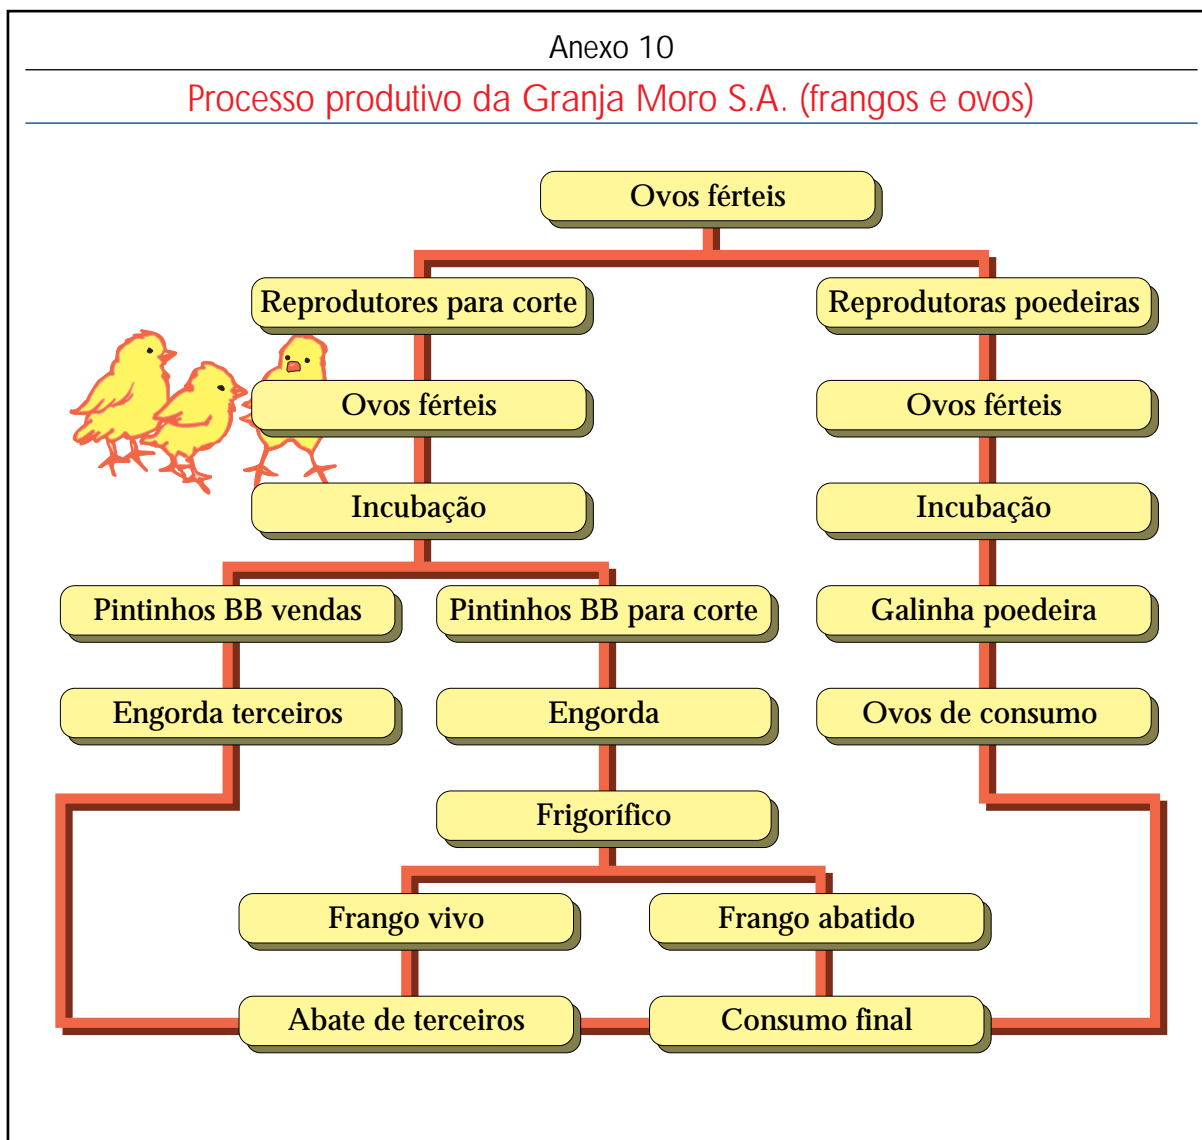 Anexo 10
Processo produtivo da Granja Moro S.A. (frangos e ovos)
Ovos férteis
Reprodutores para corte
Reprodutoras poedeiras
Ovos férteis
Ovos férteis
Incubação
Incubação
Pintinhos BB vendas
Pintinhos BB para corte
Galinha poedeira
Engorda terceiros
Engorda
Ovos de consumo
Frigorífico
Frango vivo
Frango abatido
Abate de terceiros
Consumo final